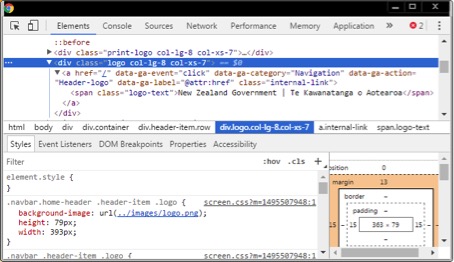 Elements Console Sources Network » 2
::before
▶<div class="print-logo col-lg-8 col-xs-7">…</div>
…▼<div class="logo col-lg-8 col-xs-7"> == $0
▼<a href="/" data-ga-event="click" data-ga-category="Navigation" data-ga-action=
"Header-logo" data-ga-label="@attr:href" class="internal-link">
<span class="logo-text">New Zealand Government | Te Kawanatanga o Aotearoa</span>
</a>
</div>
html body div div.container div.header-item.row div.logo.col-lg-8.col-xs-7 a.internal-link span.logo-text
Styles Event Listeners DOM Breakpoints Properties Accessibility
Filter :hov .cls +
element.style {
}
.navbar.home-header .header-item .logo { screen.css?m=1495507948:1
background-image: url(../images/logo.png);
height: 79px;
width: 393px;
}
.navbar .header-item .logo { screen.css?m=1495507948:1
position 0
margin 13
border –
padding –
15 – – 363 × 79 – – 15
–
–